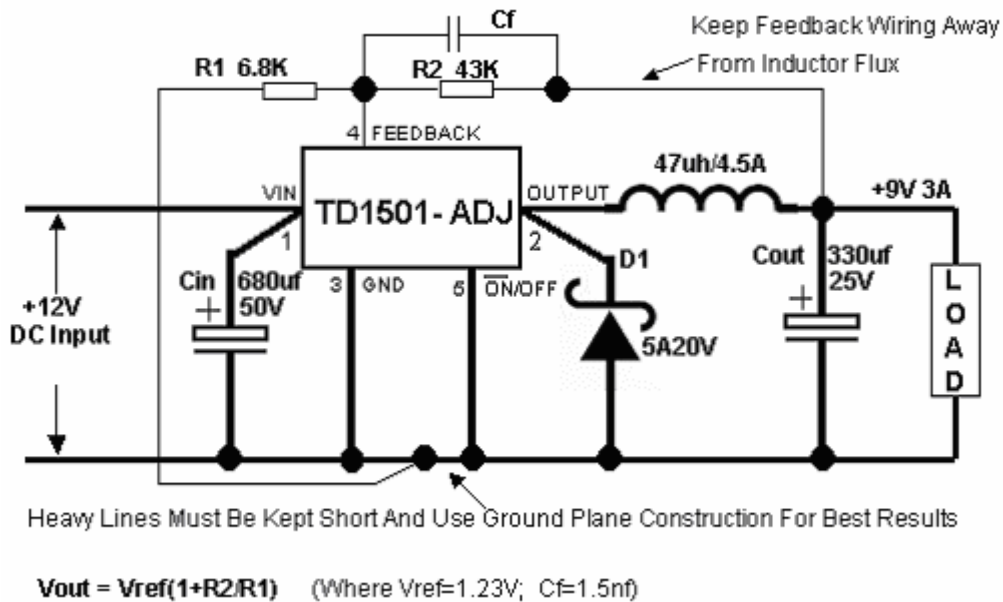 Cf
Keep Feedback Wiring Away
From Inductor Flux
R1 6.8K
R2 43K
4 FEEDBACK
47uh/4.5A
VIN
TD1501-ADJ
OUTPUT
+9V 3A
1
2
3 GND
5 ON/OFF
D1
Cin
680uf
50V
+
Cout
330uf
25V
+
LOAD
+12V
DC Input
5A20V
Heavy Lines Must Be Kept Short And Use Ground Plane Construction For Best Results
Vout = Vref(1+R2/R1) (Where Vref=1.23V; Cf=1.5nf)